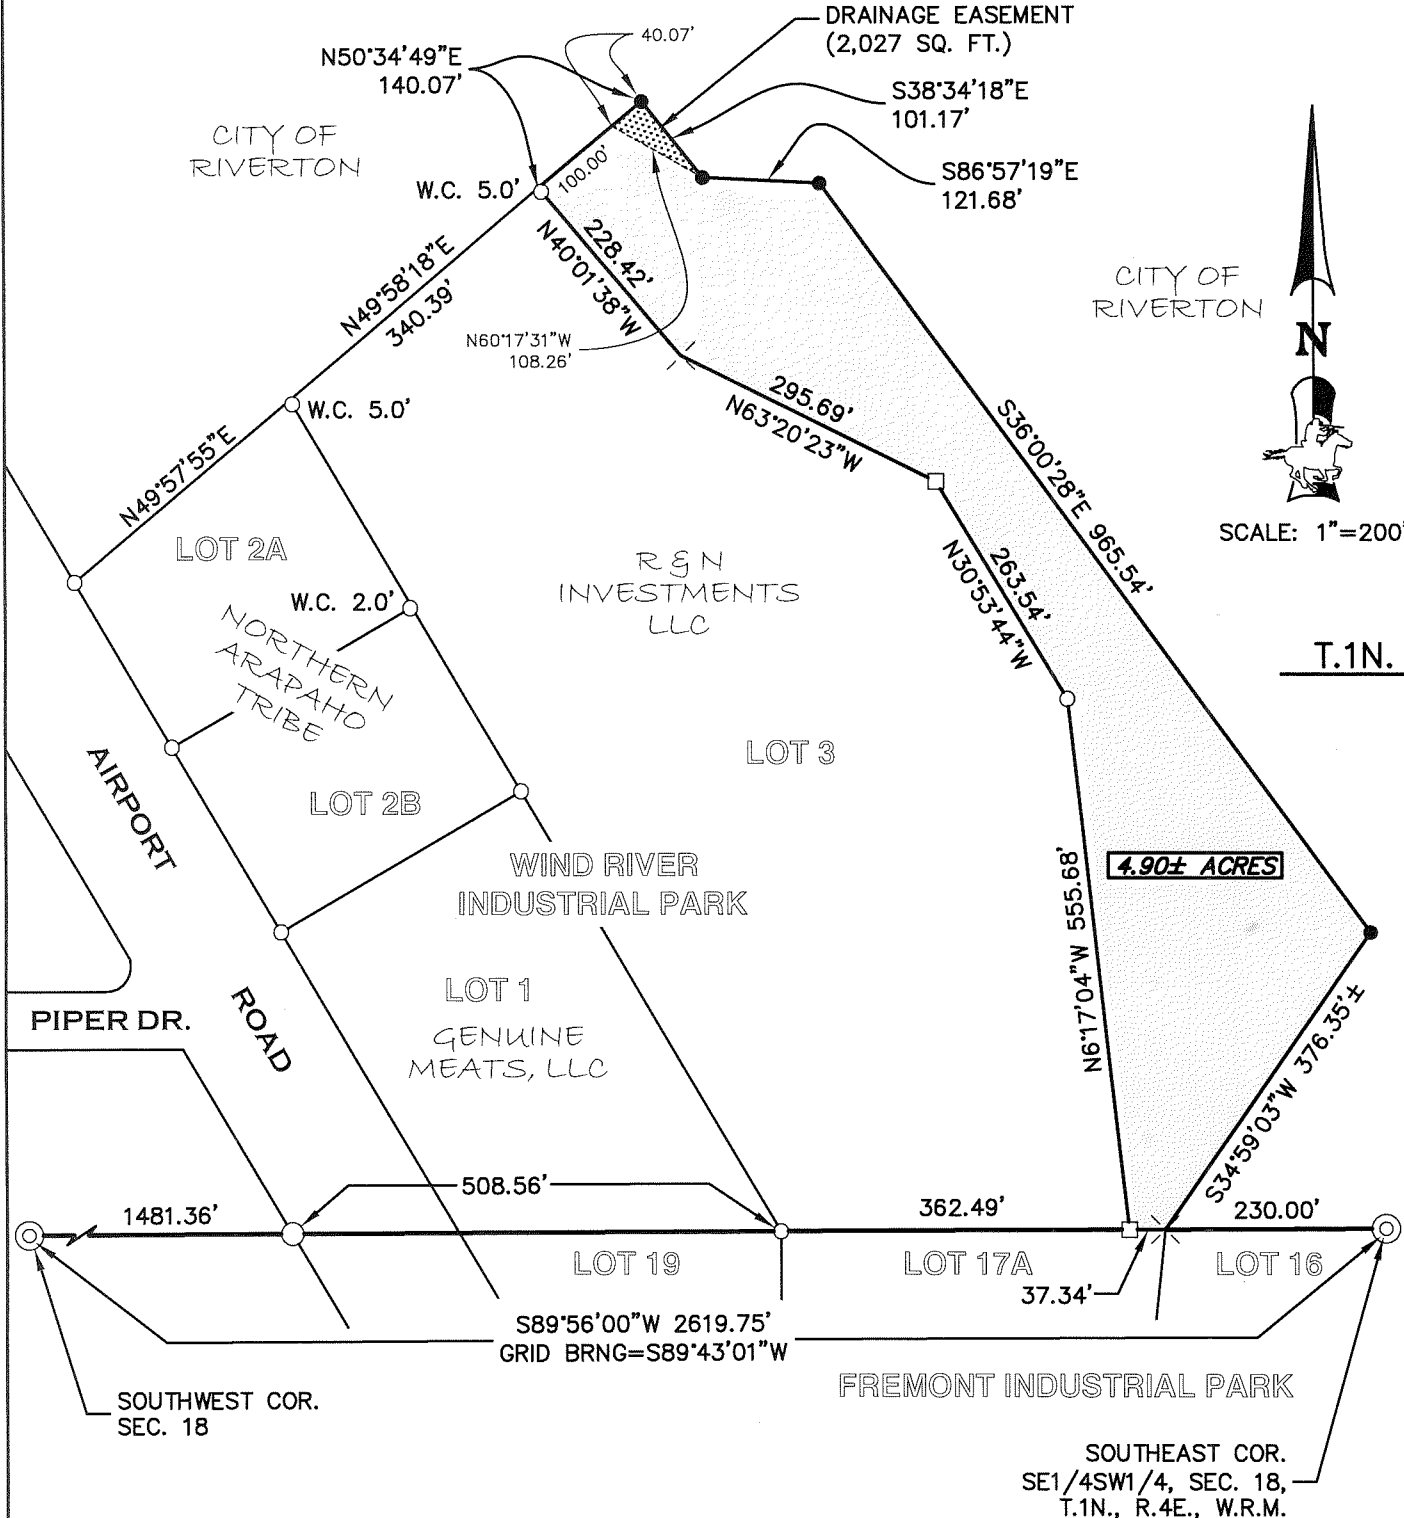 DRAINAGE EASEMENT
(2,027 SQ. FT.)
40.07'
N50°34'49"E
140.07'
S38°34'18"E
101.17'
CITY OF
RIVERTON
S86°57'19"E
121.68'
W.C. 5.0'
100.00'
228.42'
N40°01'38"W
N49°58'18"E
340.39'
CITY OF
RIVERTON
N
N60°17'31"W
108.26'
295.69'
N63°20'23"W
W.C. 5.0'
S36°00'28"E 965.54'
N49°57'55"E
SCALE: 1"=200'
LOT 2A
R & N
INVESTMENTS
LLC
263.54'
N30°53'44"W
W.C. 2.0'
NORTHERN
ARAPAHO
TRIBE
T.1N.
LOT 3
AIRPORT
ROAD
LOT 2B
WIND RIVER
INDUSTRIAL PARK
4.90± ACRES
N6°17'04"W 555.68'
LOT 1
GENUINE
MEATS, LLC
PIPER DR.
S34°59'03"W 376.35'±
508.56'
1481.36'
362.49'
230.00'
LOT 19
LOT 17A
LOT 16
37.34'
S89°56'00"W 2619.75'
GRID BRNG=S89°43'01"W
SOUTHWEST COR.
SEC. 18
FREMONT INDUSTRIAL PARK
SOUTHEAST COR.
SE1/4SW1/4, SEC. 18,
T.1N., R.4E., W.R.M.